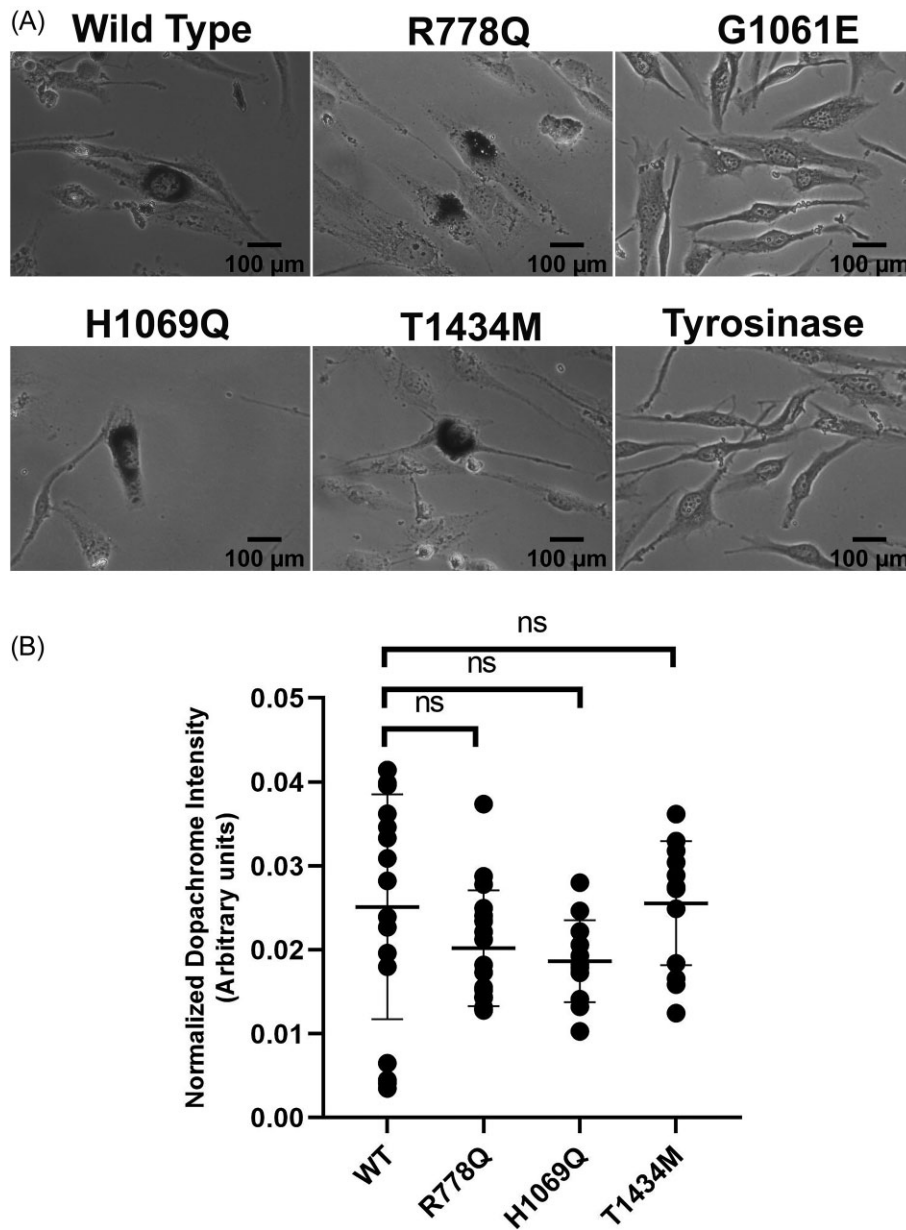 (A)
Wild Type
R778Q
G1061E
100 µm
100 µm
100 µm
H1069Q
T1434M
Tyrosinase
100 µm
100 µm
100 µm
(B)
ns
ns
ns
Normalized Dopachrome Intensity
(Arbitrary units)
0.05
0.04
0.03
0.02
0.01
0.00
WT
R778Q
H1069Q
T1434M